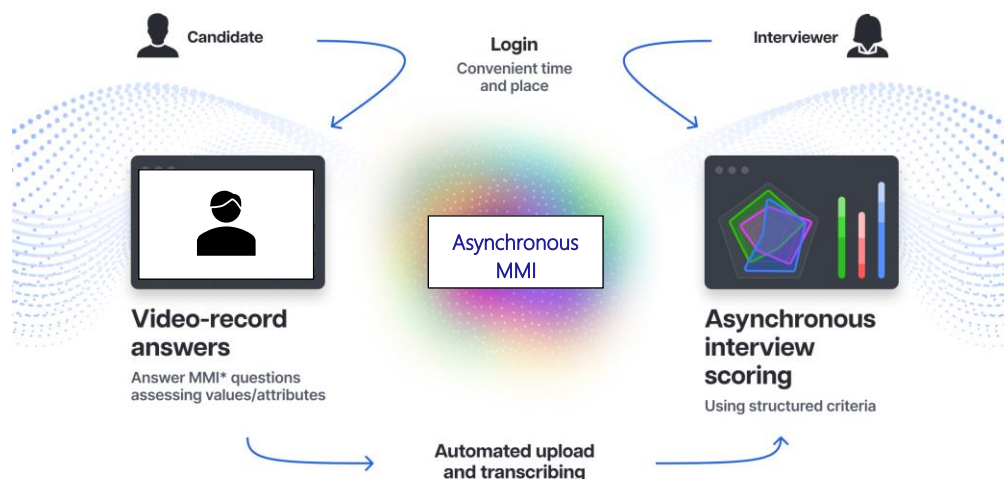 Candidate
Login
Convenient time
and place
Interviewer
Asynchronous
MMI
Video-record
answers
Answer MMI* questions
assessing values/attributes
Asynchronous
interview
scoring
Using structured criteria
Automated upload
and transcribing